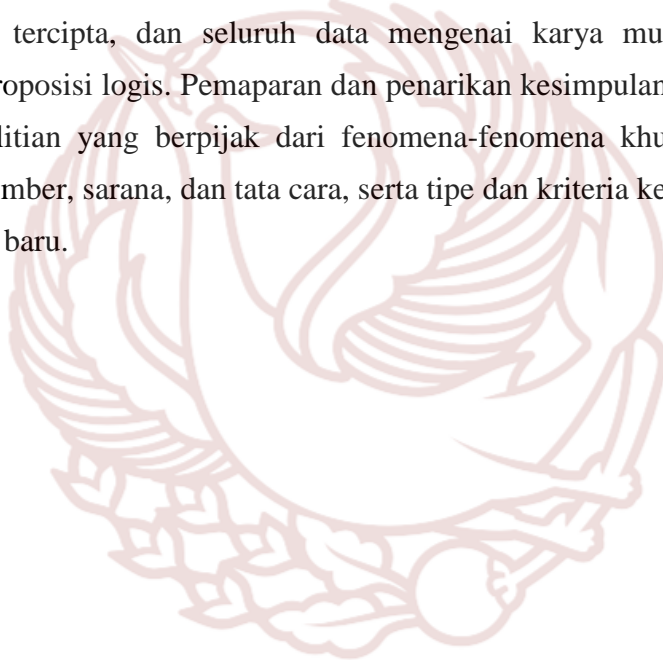 tercipta, dan seluruh data mengenai karya mu
roposisi logis. Pemaparan dan penarikan kesimpulan
litian yang berpijak dari fenomena-fenomena khu
mber, sarana, dan tata cara, serta tipe dan kriteria ke
baru.